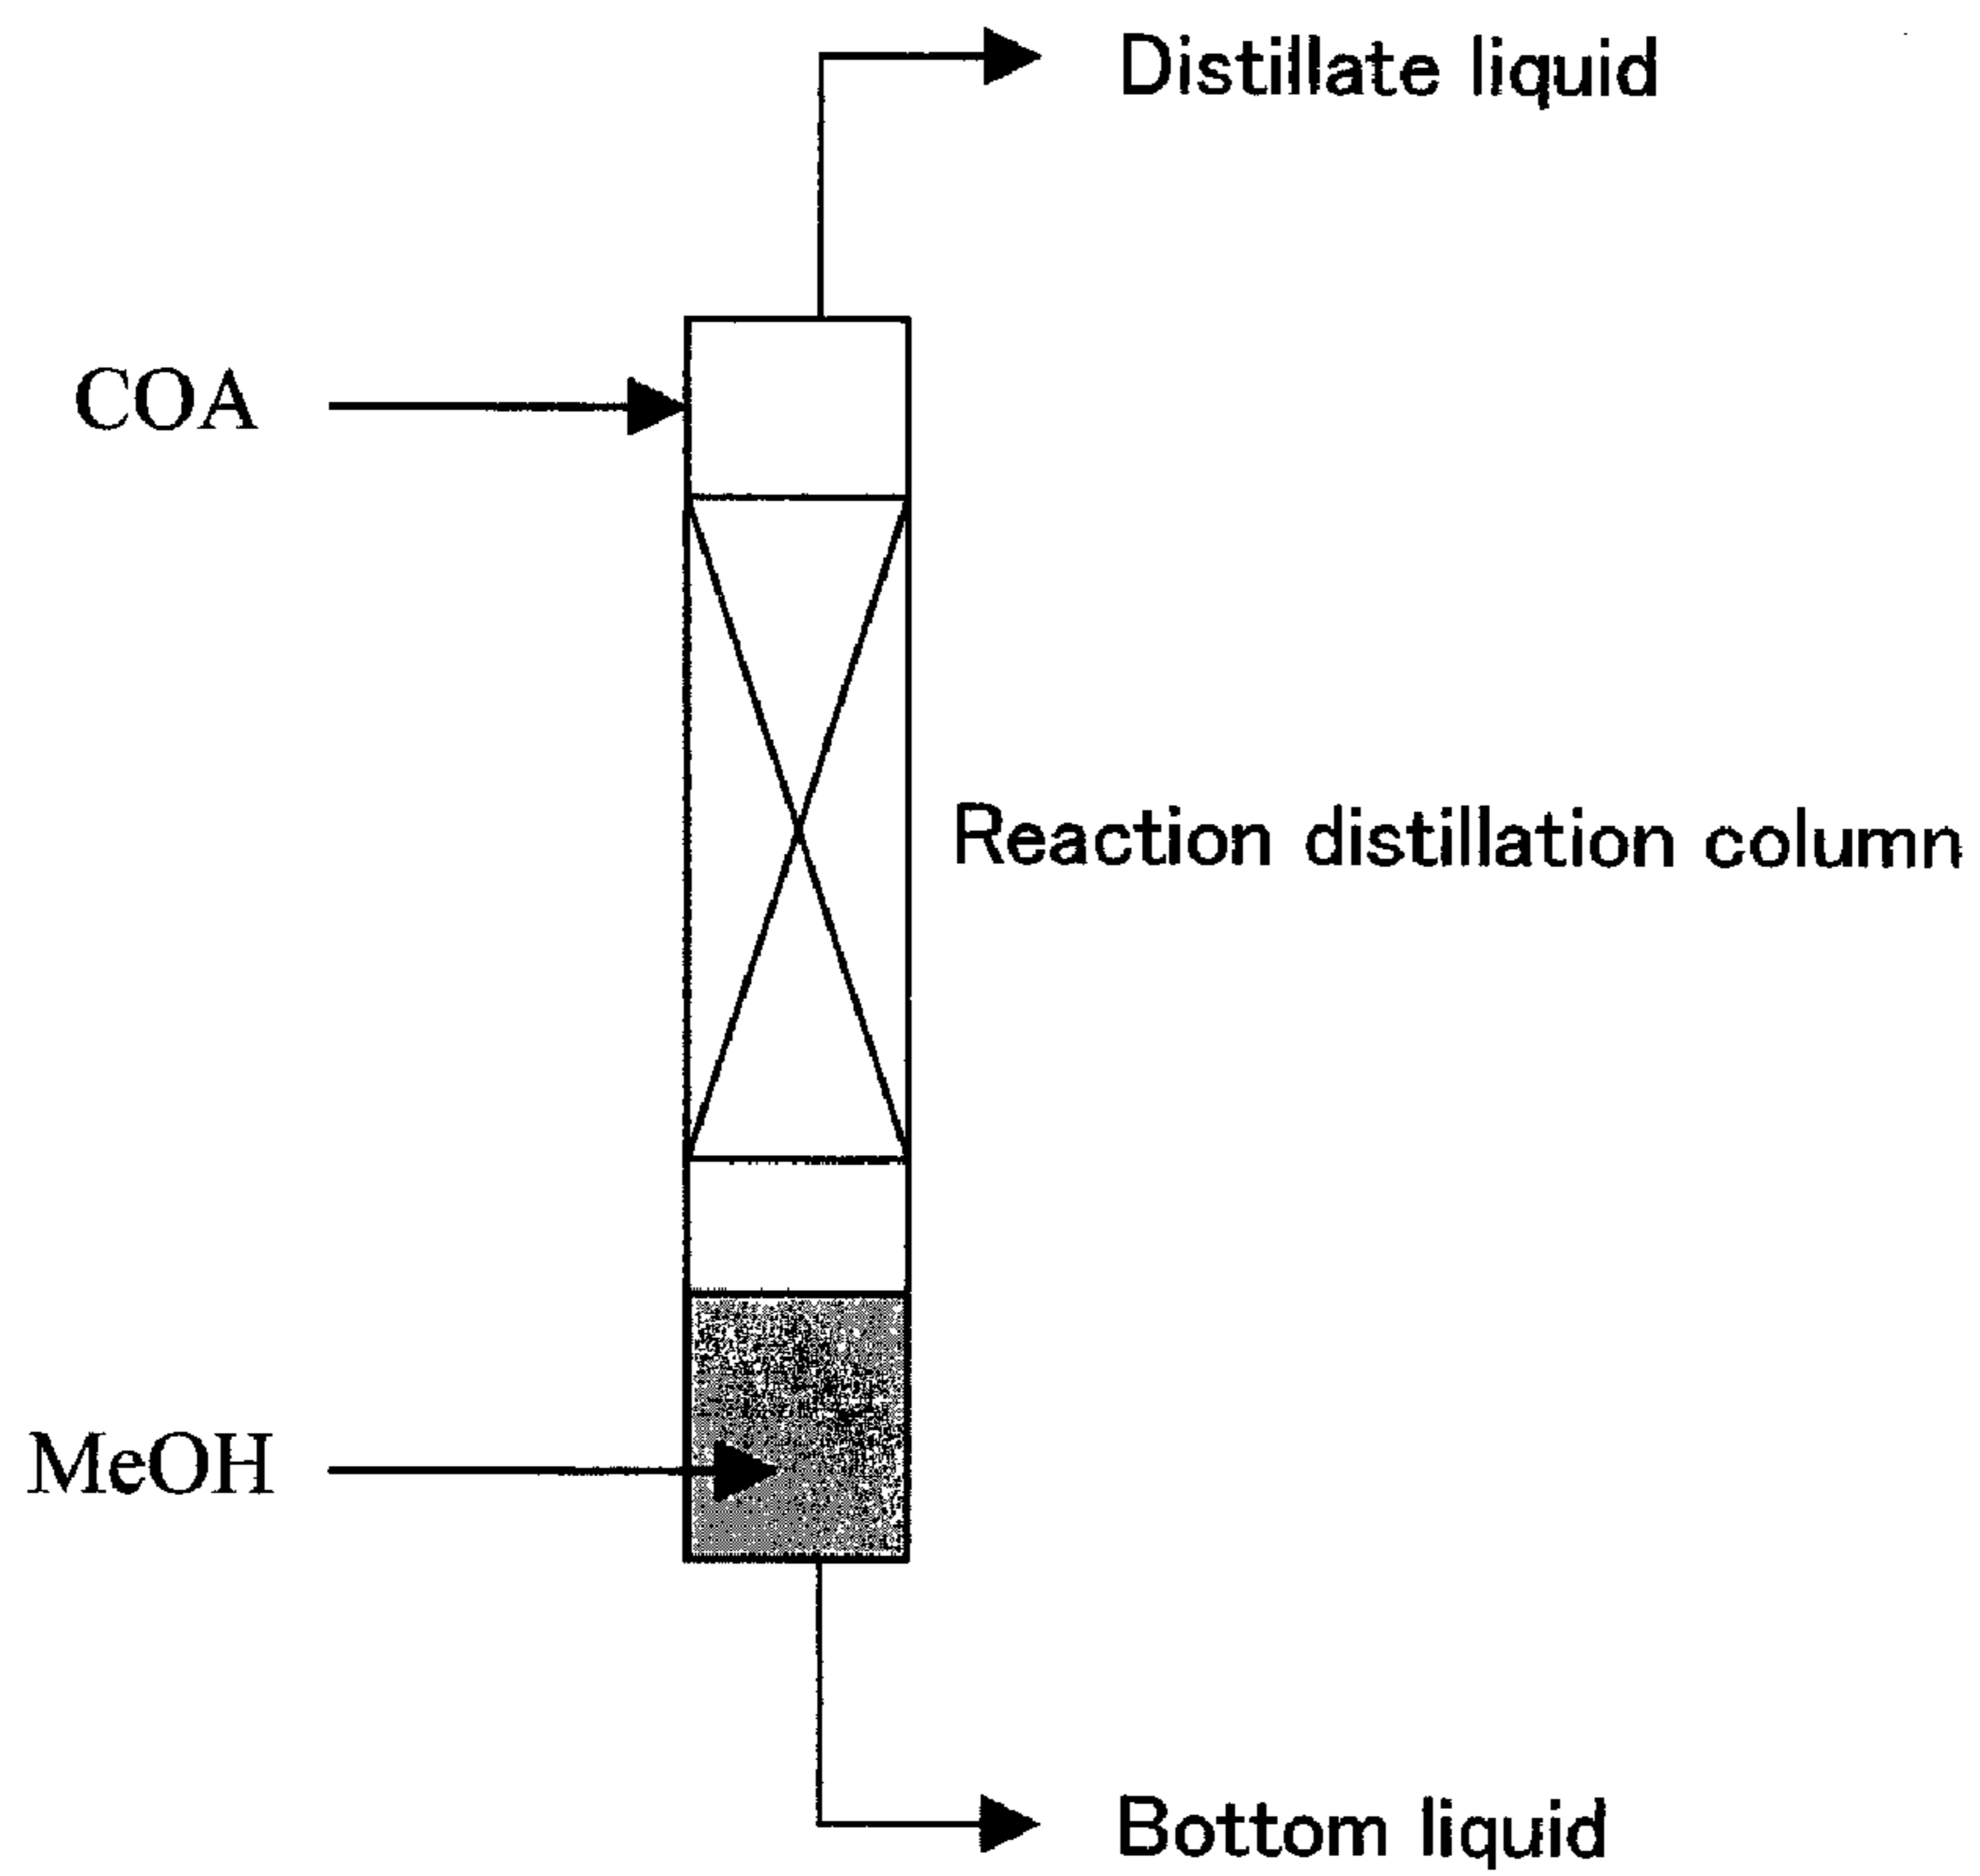 Distillate liquid
COA
Reaction distillation column
MeOH
Bottom liquid